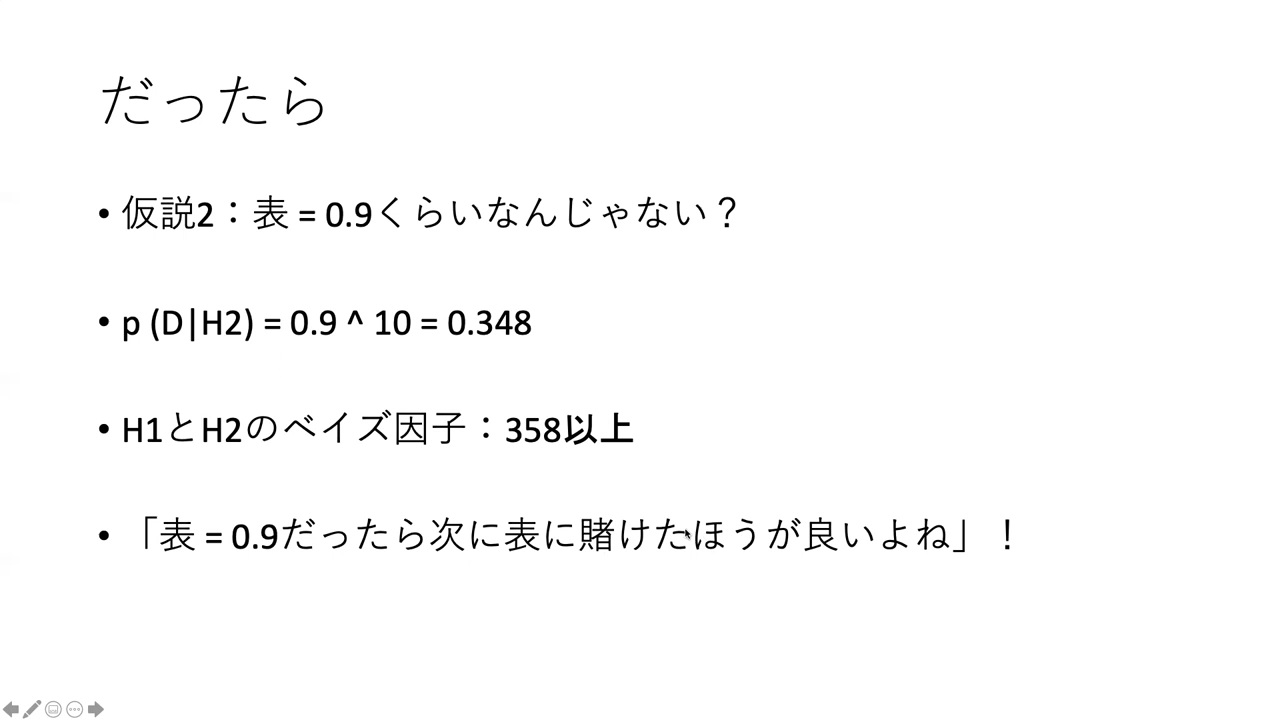 だったら
• 仮説2：表 = 0.9くらいなんじゃない？
• p (D|H2) = 0.9 ^ 10 = 0.348
• H1とH2のベイズ因子：358以上
• 「表 = 0.9だったら次に表に賭けたほうが良いよね」！